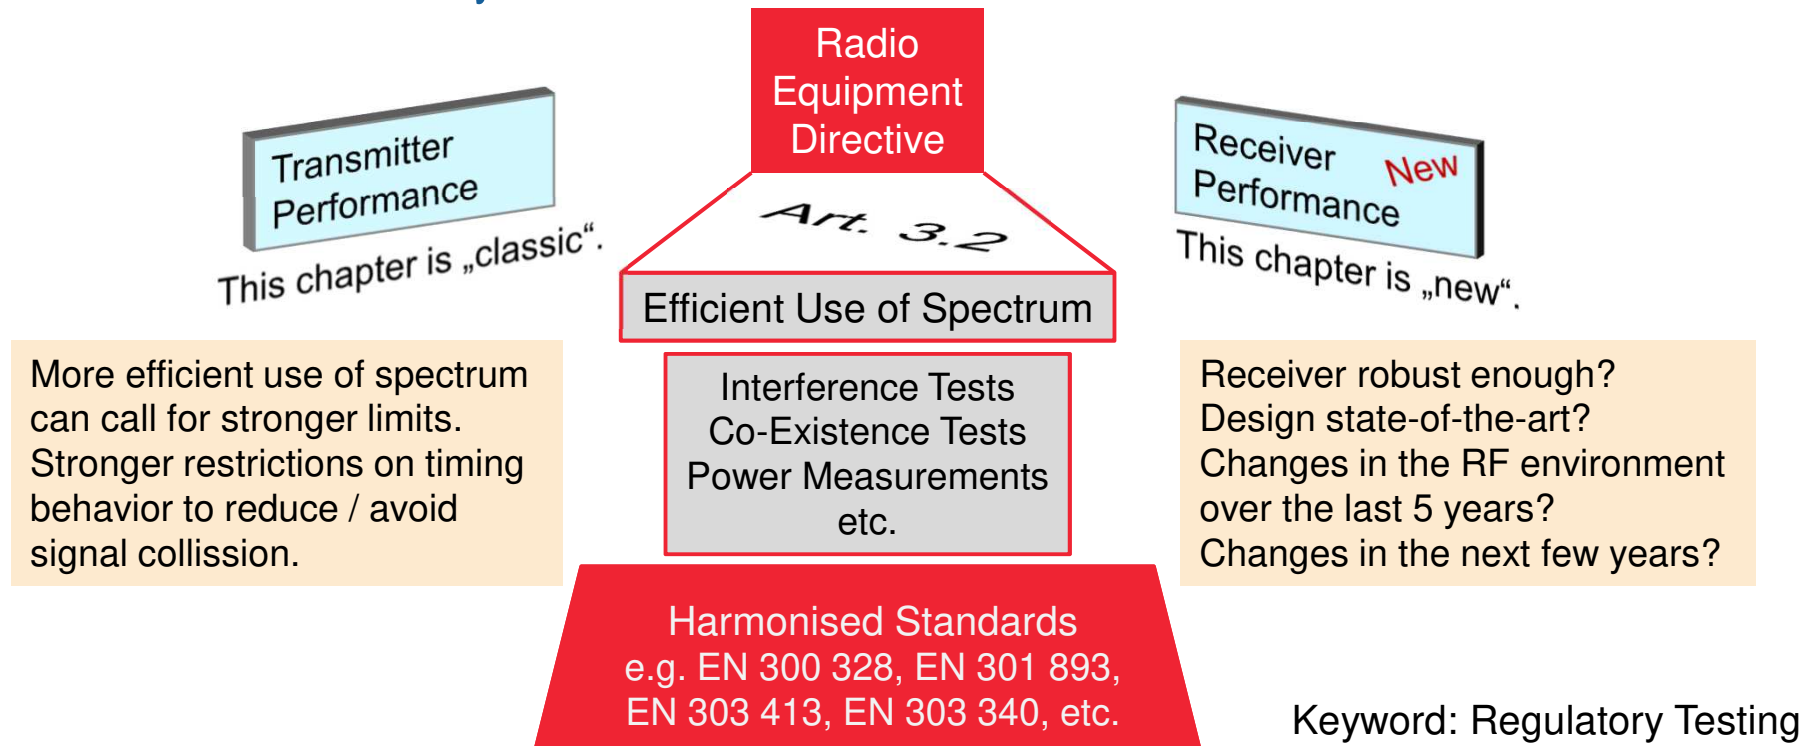 Radio
Equipment
Directive
Transmitter
Performance
This chapter is „classic“.
Art. 3.2
Receiver
Performance
New
This chapter is „new“.
Efficient Use of Spectrum
More efficient use of spectrum
can call for stronger limits.
Stronger restrictions on timing
behavior to reduce / avoid
signal collission.
Interference Tests
Co-Existence Tests
Power Measurements
etc.
Receiver robust enough?
Design state-of-the-art?
Changes in the RF environment
over the last 5 years?
Changes in the next few years?
Harmonised Standards
e.g. EN 300 328, EN 301 893,
EN 303 413, EN 303 340, etc.
Keyword: Regulatory Testing